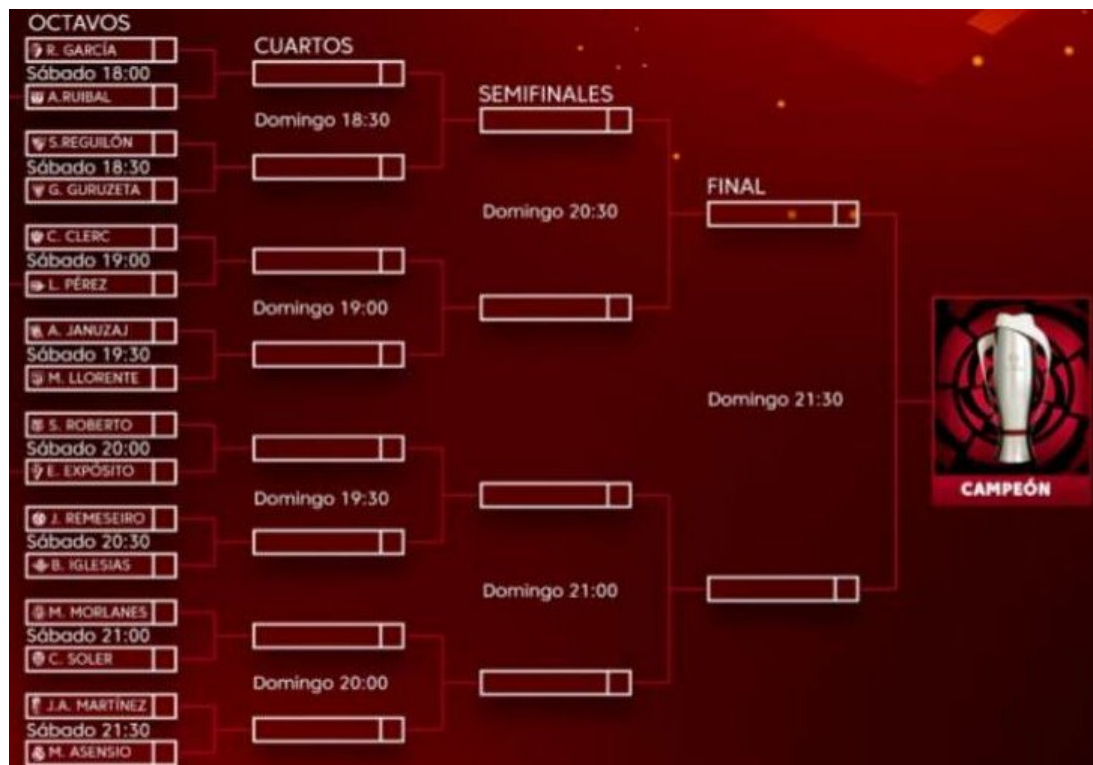 OCTAVOS
R. GARCÍA
Sábado 18:00
A.RUIBAL
S.REGUILÓN
Sábado 18:30
G. GURUZETA
C. CLERC
Sábado 19:00
L. PÉREZ
A. JANUZAJ
Sábado 19:30
M. LLORENTE
S. ROBERTO
Sábado 20:00
E. EXPÓSITO
J. REMESEIRO
Sábado 20:30
B. IGLESIAS
M. MORLANES
Sábado 21:00
C. SOLER
J.A. MARTÍNEZ
Sábado 21:30
M. ASENSIO
CUARTOS
Domingo 18:30
Domingo 19:00
Domingo 19:30
Domingo 20:00
SEMIFINALES
Domingo 20:30
Domingo 21:00
FINAL
Domingo 21:30
CAMPEÓN